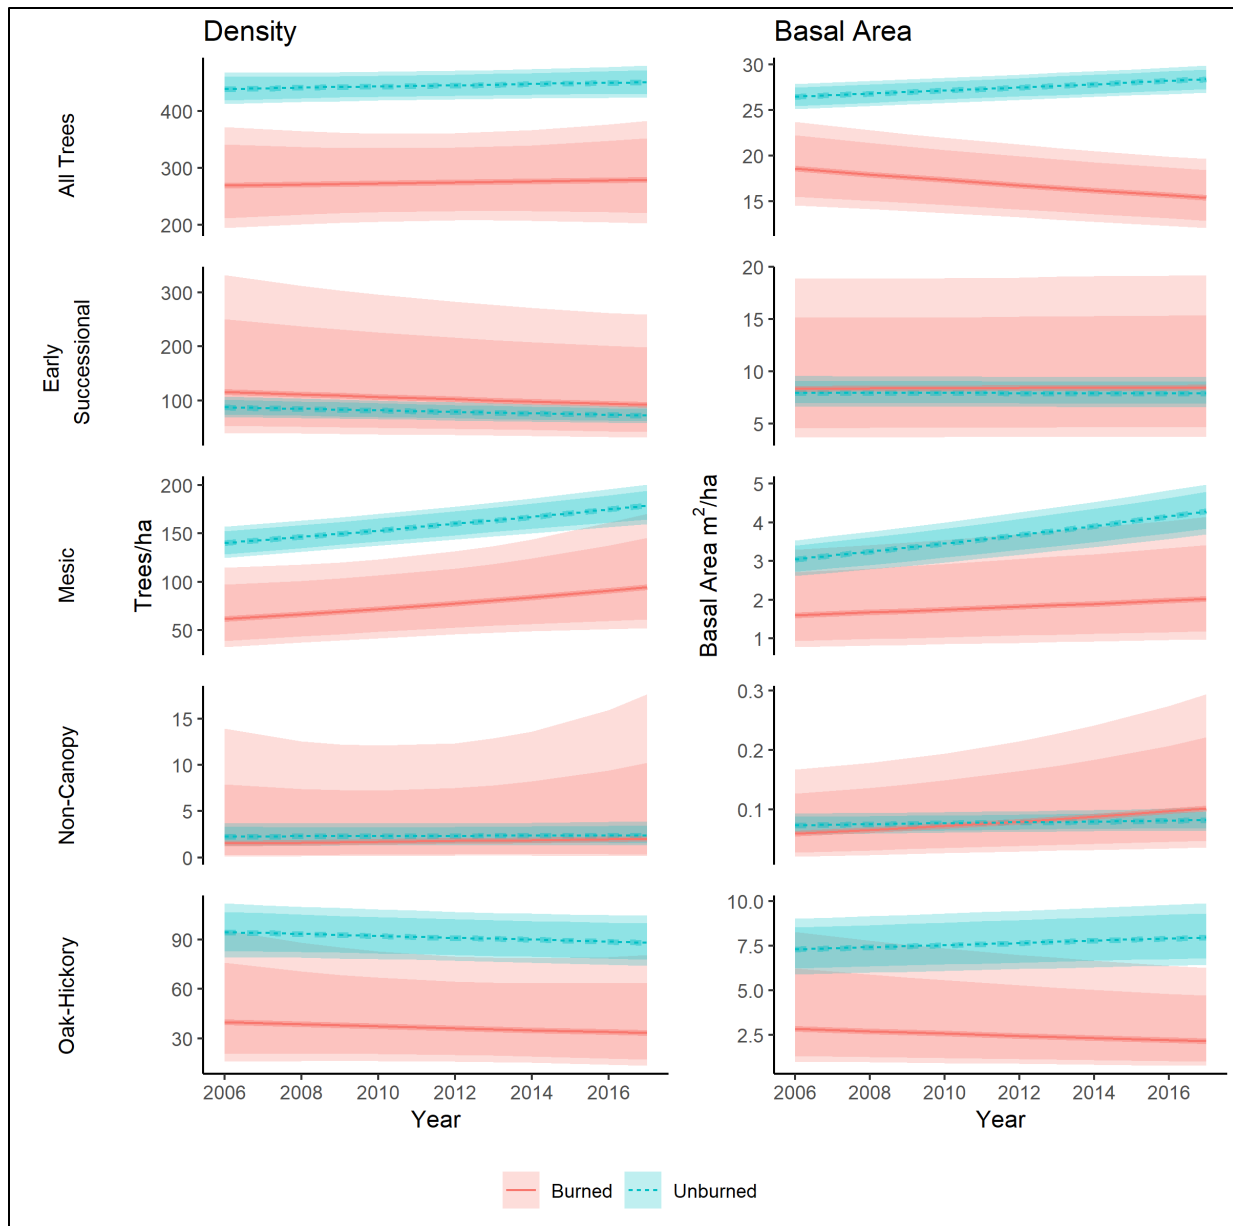 Density
Basal Area
All Trees
400
300
200
30
25
20
15
Early
Successional
300
200
100
20
15
10
5
Mesic
Trees/ha
200
150
100
50
Basal Area m²/ha
5
4
3
2
1
Non-Canopy
15
10
5
0
0.3
0.2
0.1
Oak-Hickory
90
60
30
10.0
7.5
5.0
2.5
2006 2008 2010 2012 2014 2016
2006 2008 2010 2012 2014 2016
Year
Year
Burned
Unburned